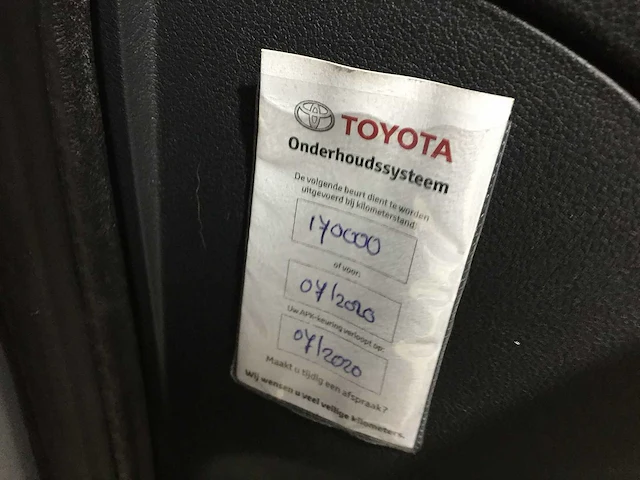 TOYOTA
Onderhoudssysteem
De volgende beurt dient te worden
uitgevoerd bij kilometerstand:
170000
of voor:
07/2020
Uw APK-keuring verloopt op:
07/2020
Maakt u tijdig een afspraak?
Wij wensen u veel veilige kilometers.